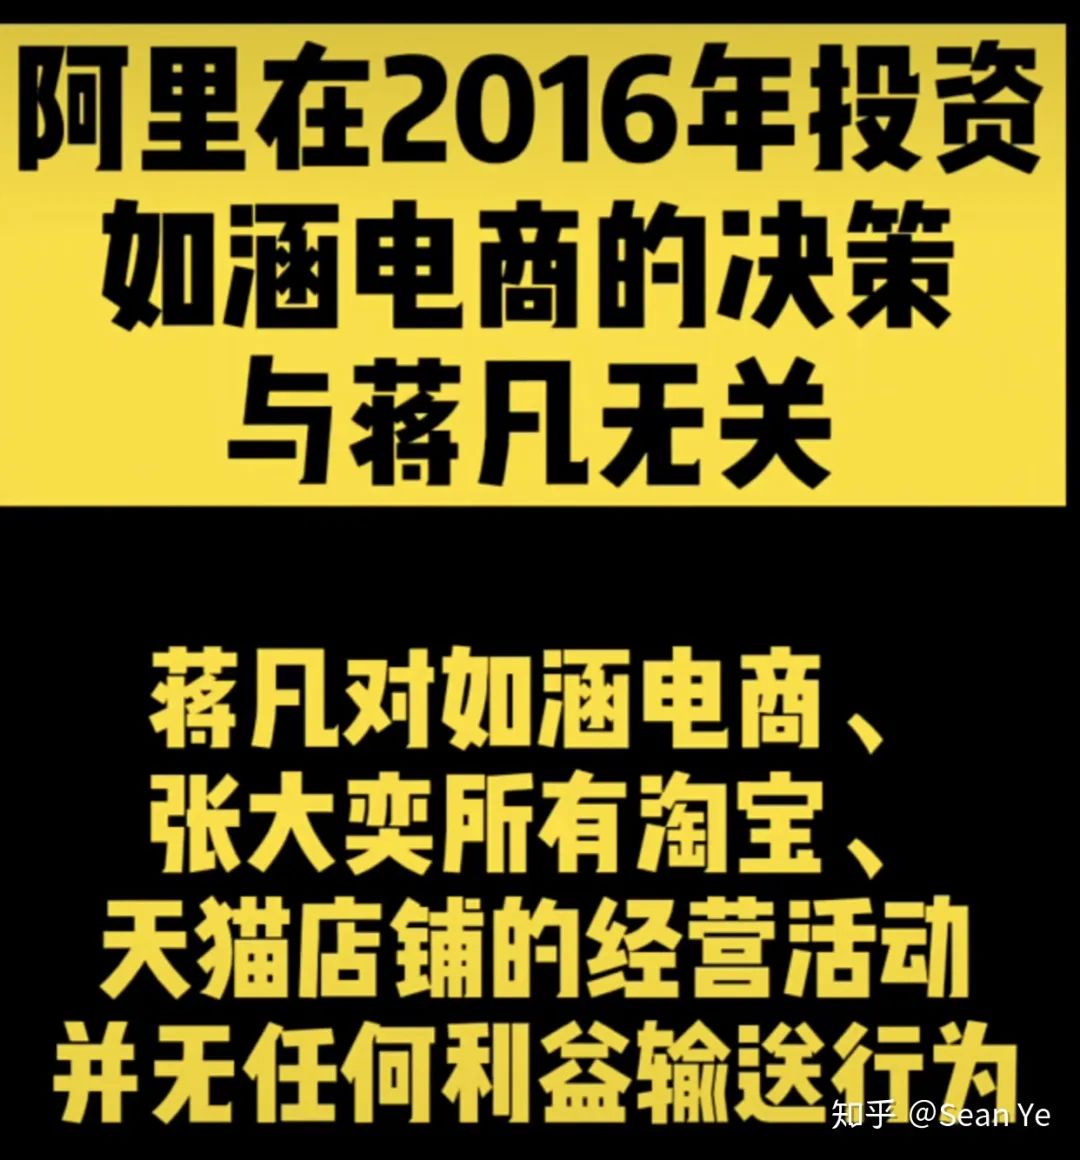 阿里在2016年投资
如涵电商的决策
与蒋凡无关
蒋凡对如涵电商、
张大奕所有淘宝、
天猫店铺的经营活动
并无任何利益输送行为
知乎 @Sean Ye